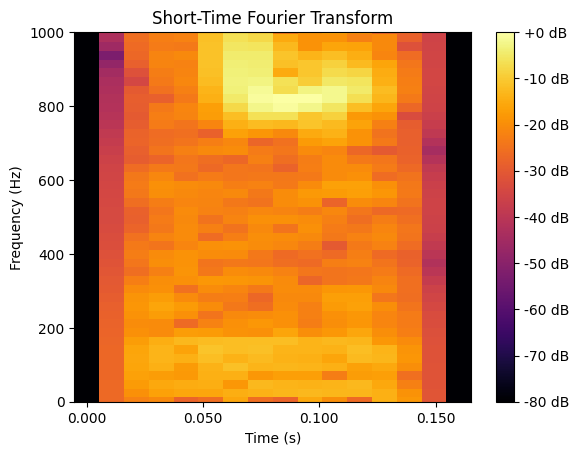 Short-Time Fourier Transform
Frequency (Hz)
1000
800
600
400
200
0
0.000
0.050
0.100
0.150
Time (s)
+0 dB
-10 dB
-20 dB
-30 dB
-40 dB
-50 dB
-60 dB
-70 dB
-80 dB